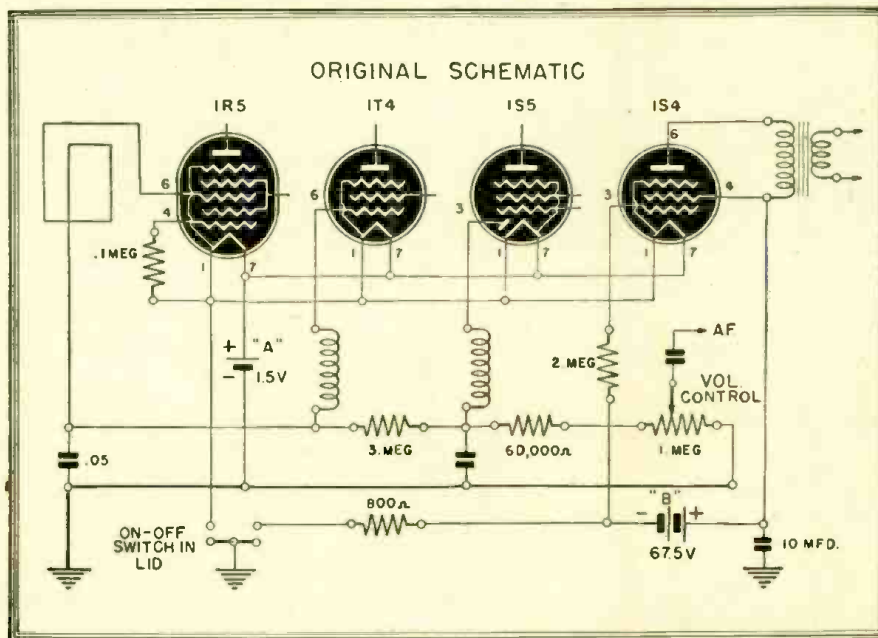 ORIGINAL SCHEMATIC
1R5
1T4
1S5
1S4
6
6
4
6
3
3
4
.1 MEG
1
7
1
7
1
7
1
7
"A"
+
-
1.5V
2. MEG
AF
VOL.
CONTROL
.05
3. MEG
60,000Ω
1. MEG
800Ω
"B"
- +
67.5V
10 MFD.
ON-OFF
SWITCH IN
LID